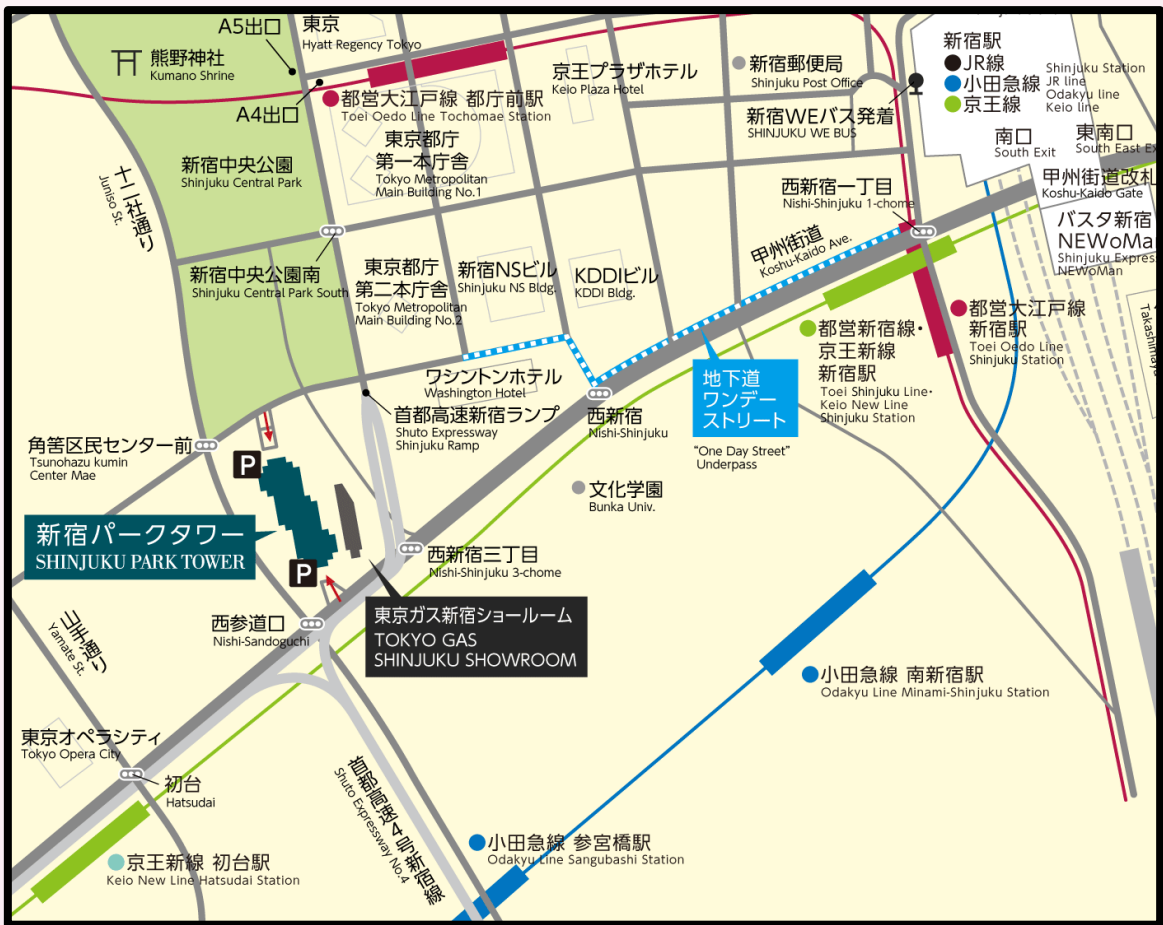 A5出口
東京
Hyatt Regency Tokyo
熊野神社
Kumano Shrine
A4出口
都営大江戸線 都庁前駅
Toei Oedo Line Tochomae Station
京王プラザホテル
Keio Plaza Hotel
新宿郵便局
Shinjuku Post Office
新宿WEバス発着
SHINJUKU WE BUS
新宿駅
JR線
小田急線
京王線
Shinjuku Station
JR line
Odakyu line
Keio line
南口
South Exit
東南口
South East
甲州街道改札
Koshu-Kaido Gate
バスタ新宿
Shinjuku
NEWoMan
Takashimaya
十二社通り
Juniso St.
新宿中央公園
Shinjuku Central Park
東京都庁
第一本庁舎
Tokyo Metropolitan
Main Building No.1
西新宿一丁目
Nishi-Shinjuku 1-chome
新宿中央公園南
Shinjuku Central Park South
東京都庁
第二本庁舎
Tokyo Metropolitan
Main Building No.2
新宿NSビル
Shinjuku NS Bldg.
KDDIビル
KDDI Bldg.
甲州街道
Koshu-Kaido Ave.
都営大江戸線
新宿駅
Toei Oedo Line
Shinjuku Station
都営新宿線・
京王新線
新宿駅
Toei Shinjuku Line・
Keio New Line
Shinjuku Station
ワシントンホテル
Washington Hotel
首都高速新宿ランプ
Shuto Expressway
Shinjuku Ramp
西新宿
Nishi-Shinjuku
地下道
ワンデー
ストリート
"One Day Street"
Underpass
角筈区民センター前
Tsunohazu kumin
Center Mae
P
文化学園
Bunka Univ.
新宿パークタワー
SHINJUKU PARK TOWER
P
西新宿三丁目
Nishi-Shinjuku 3-chome
東京ガス新宿ショールーム
TOKYO GAS
SHINJUKU SHOWROOM
西参道口
Nishi-Sandoguchi
山手通り
Yamate St.
小田急線 南新宿駅
Odakyu Line Minami-Shinjuku Station
東京オペラシティ
Tokyo Opera City
初台
Hatsudai
首都高速4号新宿線
Shuto Expressway No.4
小田急線 参宮橋駅
Odakyu Line Sangubashi Station
京王新線 初台駅
Keio New Line Hatsudai Station